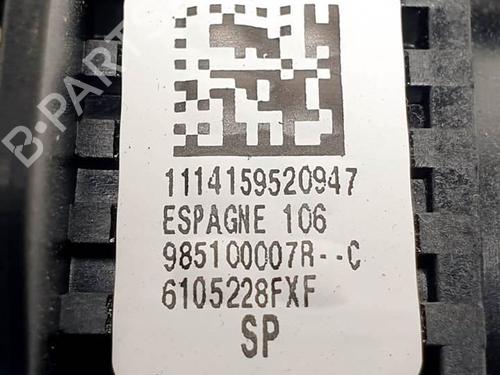 B-PARTS
1114159520947
ESPAGNE 106
985100007R--C
6105228FXF
SP